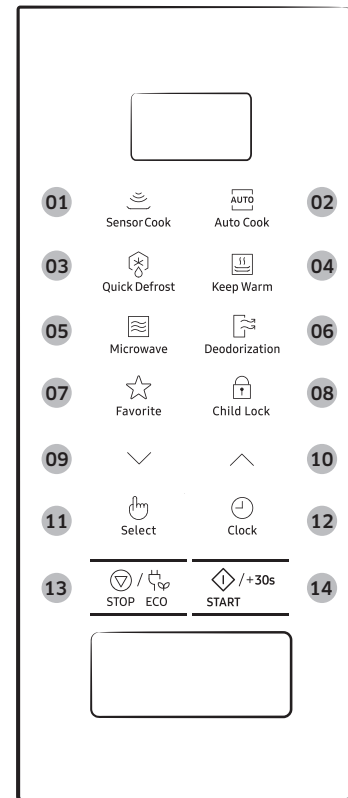 01 AUTO 02
Sensor Cook Auto Cook
03 04
Quick Defrost Keep Warm
05 06
Microwave Deodorization
07 08
Favorite Child Lock
09 10
11 12
Select Clock
13 / /+30s 14
STOP ECO START